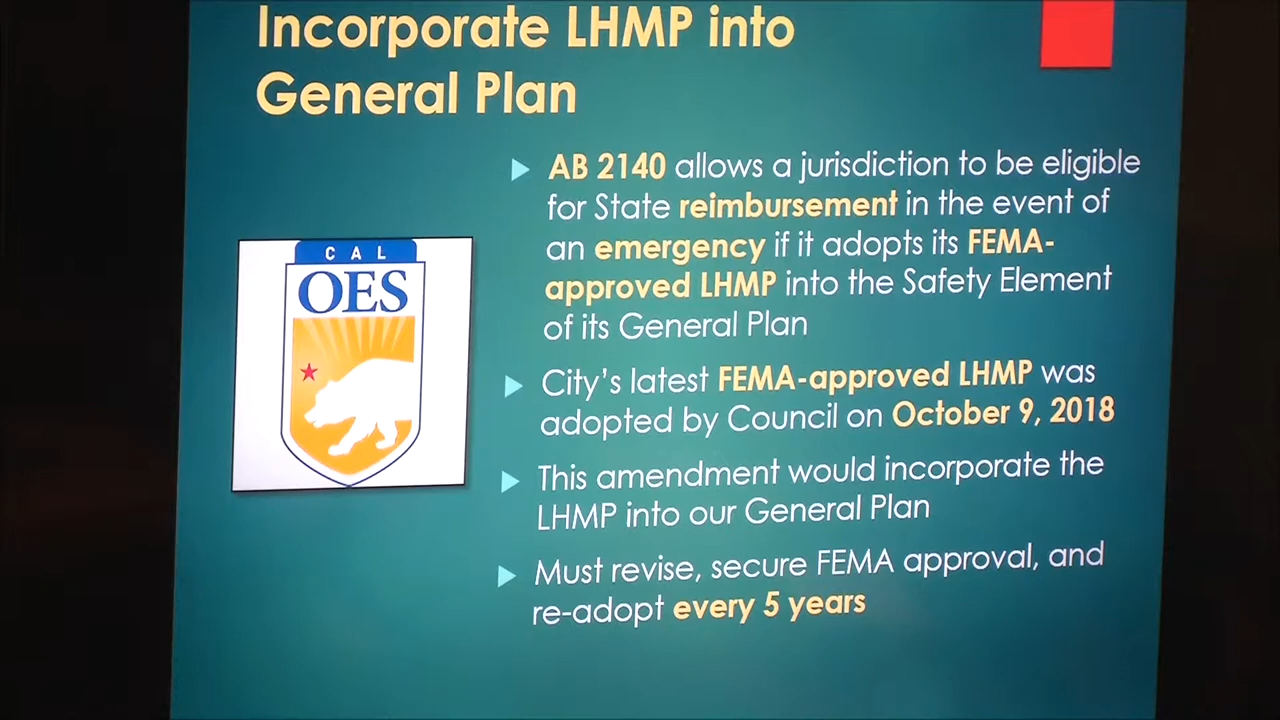 Incorporate LHMP into
General Plan
CAL
OES
AB 2140 allows a jurisdiction to be eligible
for State reimbursement in the event of
an emergency if it adopts its FEMA-
approved LHMP into the Safety Element
of its General Plan
City's latest FEMA-approved LHMP was
adopted by Council on October 9, 2018
This amendment would incorporate the
LHMP into our General Plan
Must revise, secure FEMA approval, and
re-adopt every 5 years